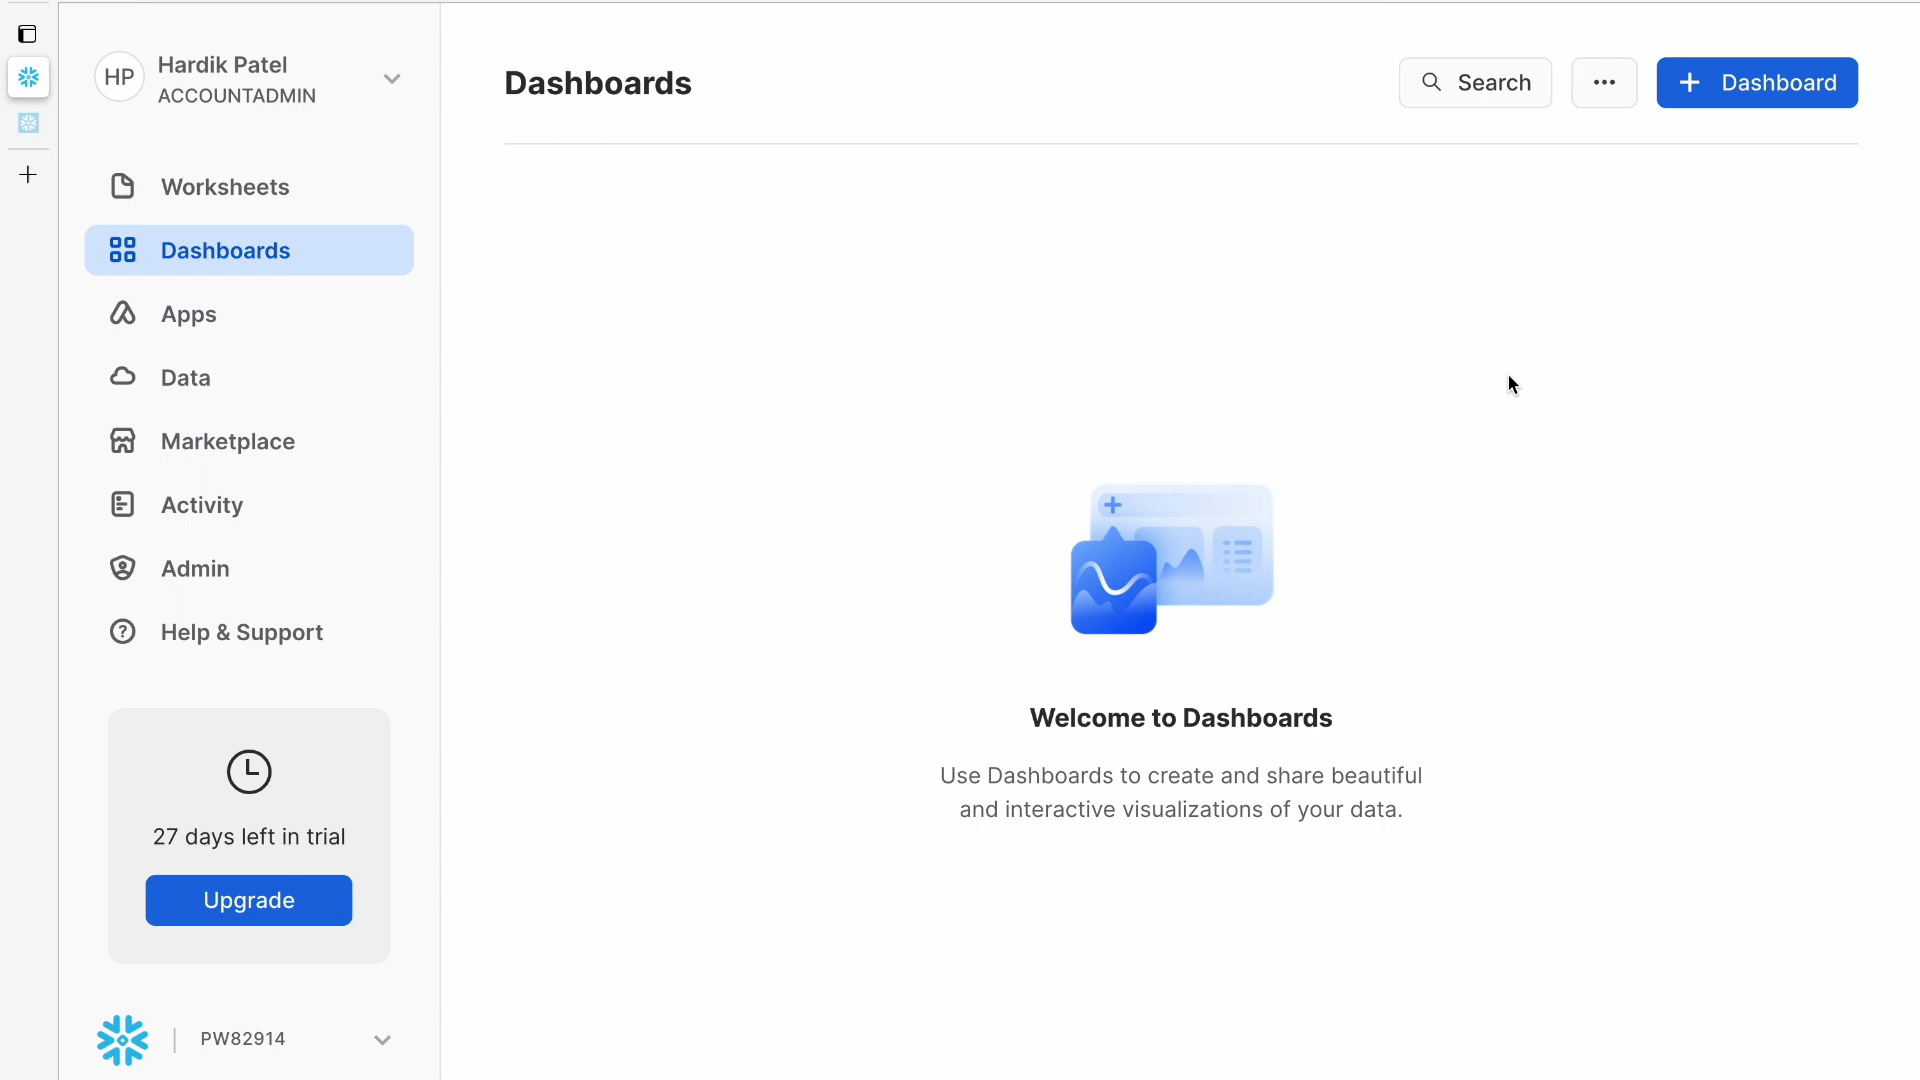 HP
Hardik Patel
ACCOUNTADMIN
Worksheets
Dashboards
Apps
Data
Marketplace
Activity
Admin
Help & Support
27 days left in trial
Upgrade
PW82914
Dashboards
Search
Dashboard
Welcome to Dashboards
Use Dashboards to create and share beautiful
and interactive visualizations of your data.